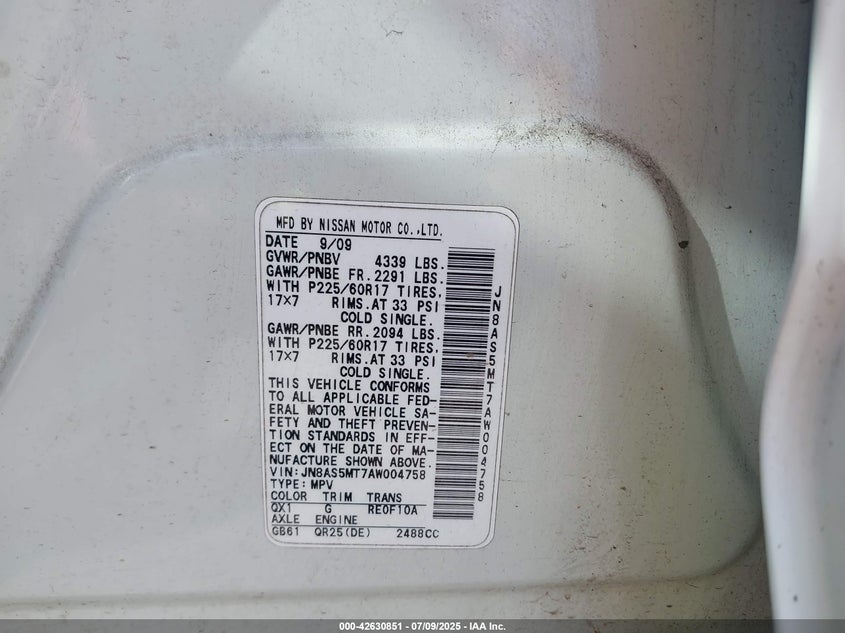 MFD BY NISSAN MOTOR CO.,LTD.
DATE 9/09
GVWR/PNBV 4339 LBS.
GAWR/PNBE FR.2291 LBS.
WITH P225/60R17 TIRES,
17×7 RIMS.AT 33 PSI
COLD SINGLE.
GAWR/PNBE RR.2094 LBS.
WITH P225/60R17 TIRES,
17×7 RIMS.AT 33 PSI
COLD SINGLE.
THIS VEHICLE CONFORMS
TO ALL APPLICABLE FED-
ERAL MOTOR VEHICLE SA-
FETY AND THEFT PREVEN-
TION STANDARDS IN EFF-
ECT ON THE DATE OF MA-
NUFACTURE SHOWN ABOVE.
VIN:JN8AS5MT7AW004758
TYPE:MPV
COLOR TRIM TRANS
QX1 G RE0F10A
AXLE ENGINE
GB61 QR25(DE) 2488CC
JN8AS5MT7AW004758
000-42630851 - 07/09/2025 - IAA Inc.